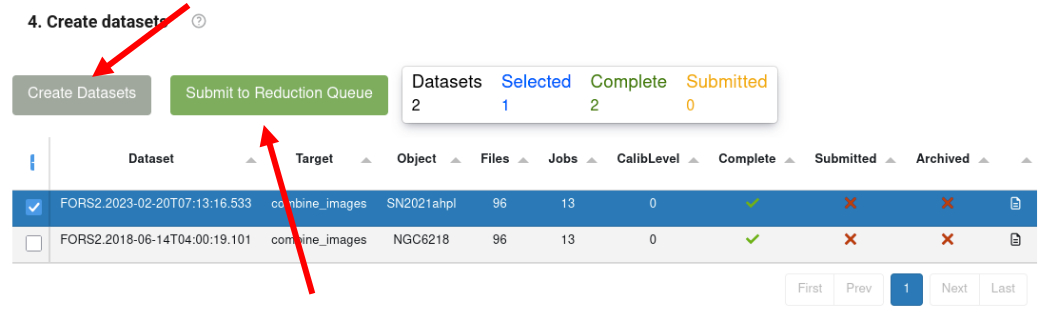 4. Create datasets ?
Create Datasets Submit to Reduction Queue Datasets Selected Complete Submitted
2 1 2 0
Dataset Target Object Files Jobs CalibLevel Complete Submitted Archived
FORS2.2023-02-20T07:13:16.533 combine_images SN2021ahpl 96 13 0
FORS2.2018-06-14T04:00:19.101 combine_images NGC6218 96 13 0
First Prev 1 Next Last